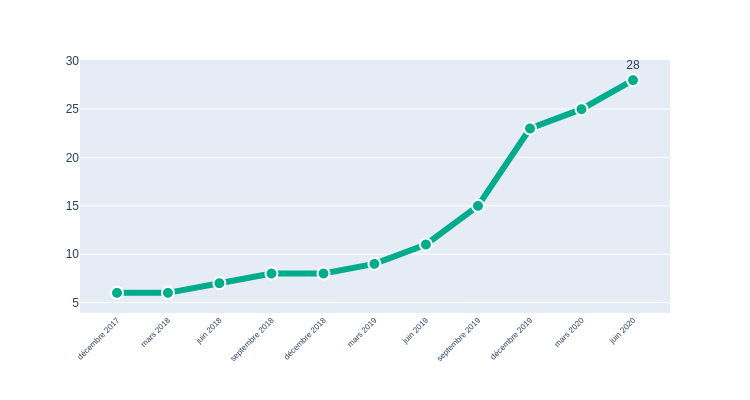 30
28
25
20
15
10
5
décembre 2017
mars 2018
juin 2018
septembre 2018
décembre 2018
mars 2019
juin 2019
septembre 2019
décembre 2019
mars 2020
juin 2020